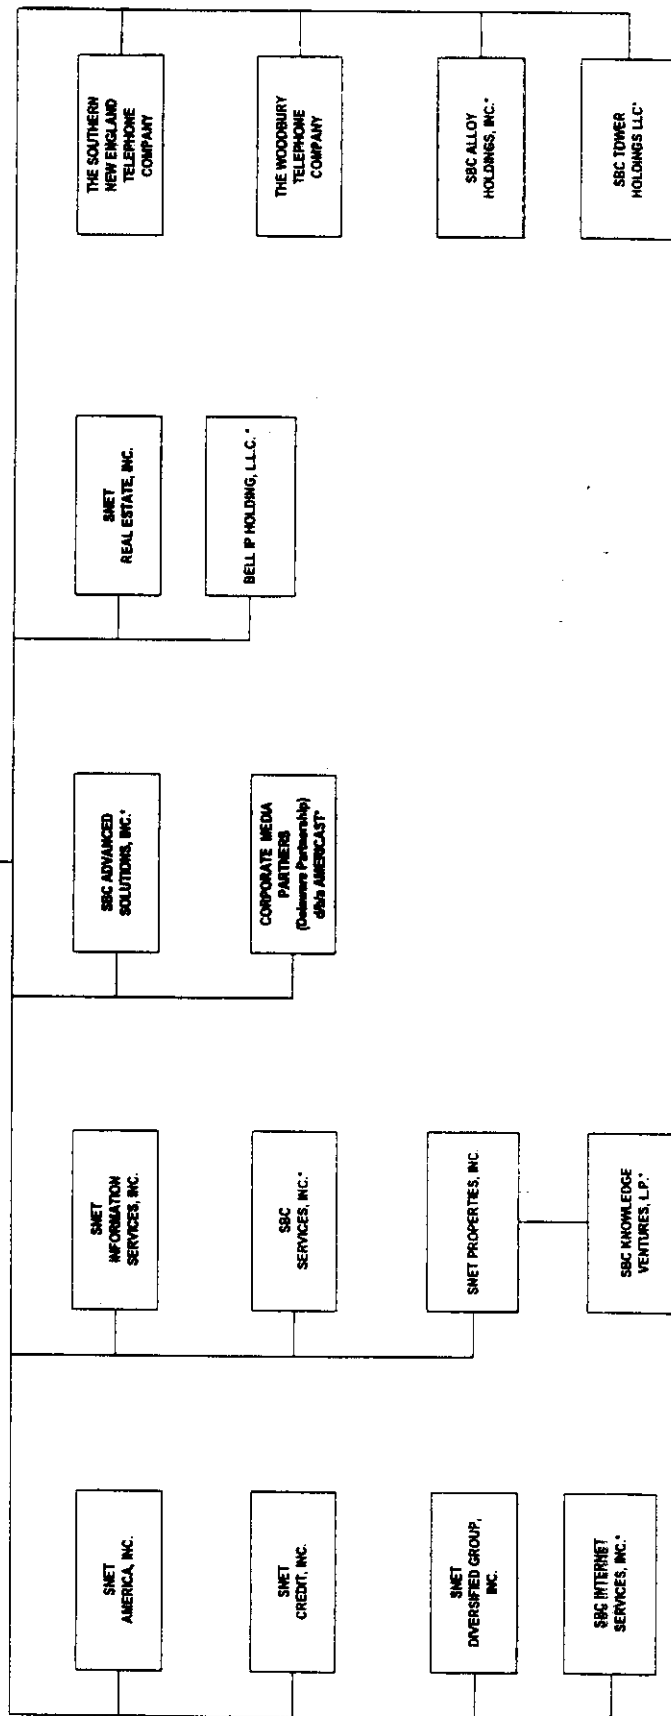 SNET
AMERICA, INC.
SNET
CREDIT, INC.
SNET
DIVERSIFIED GROUP,
INC.
SBC INTERNET
SERVICES, INC.*
SNET
INFORMATION
SERVICES, INC.
SBC
SERVICES, INC.*
SNET PROPERTIES, INC.
SBC KNOWLEDGE
VENTURES, L.P.*
SBC ADVANCED
SOLUTIONS, INC.*
CORPORATE MEDIA
PARTNERS
(Delaware Partnership)
d/b/a AMERICAST*
SNET
REAL ESTATE, INC.
BELL IP HOLDING, L.L.C. *
THE SOUTHERN
NEW ENGLAND
TELEPHONE
COMPANY
THE WOODBURY
TELEPHONE
COMPANY
SBC ALLOY
HOLDINGS, INC.*
SBC TOWER
HOLDINGS LLC*